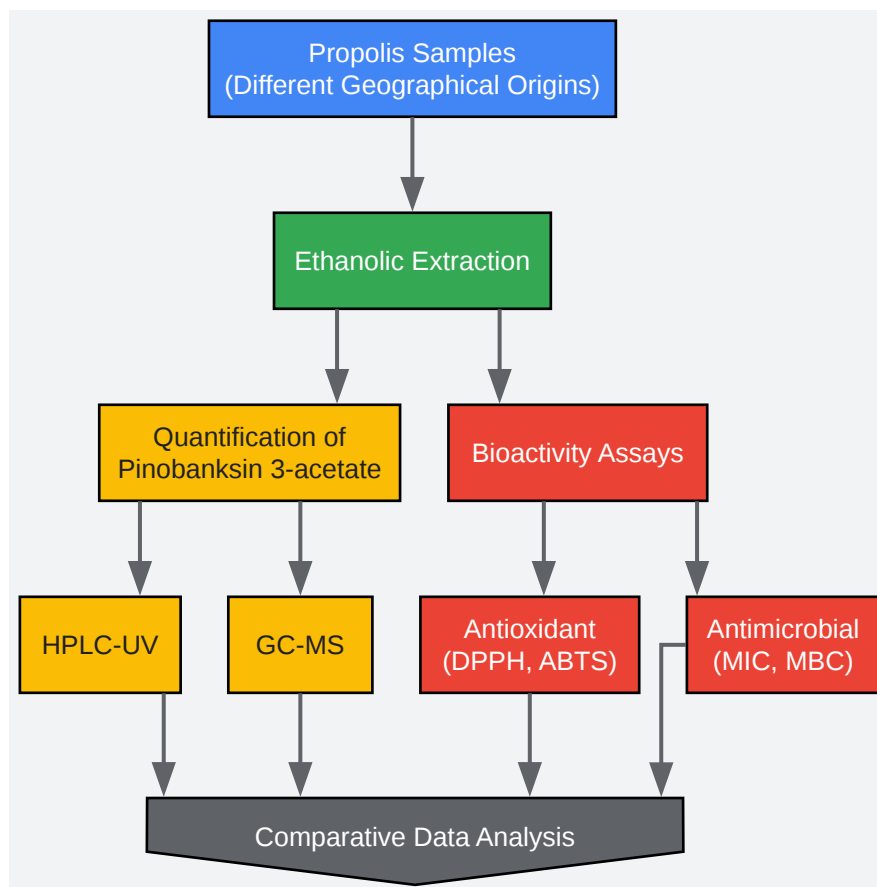 Propolis Samples
(Different Geographical Origins)
Ethanolic Extraction
Quantification of
Pinobanksin 3-acetate
Bioactivity Assays
HPLC-UV
GC-MS
Antioxidant
(DPPH, ABTS)
Antimicrobial
(MIC, MBC)
Comparative Data Analysis